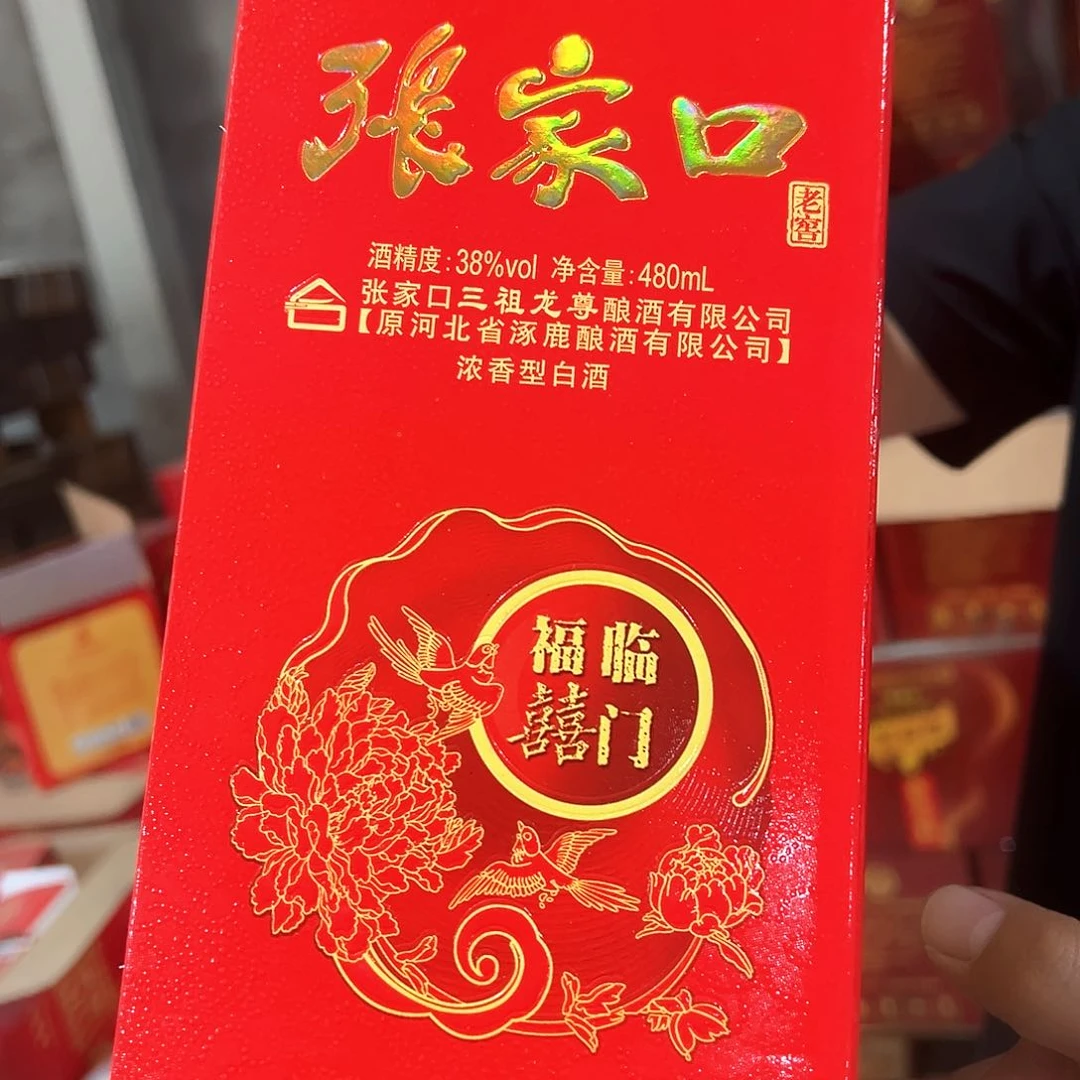 张家口
老窖
酒精度:38%vol 净含量:480mL
张家口三祖龙尊酿酒有限公司
【原河北省涿鹿酿酒有限公司】
浓香型白酒
福临
囍门